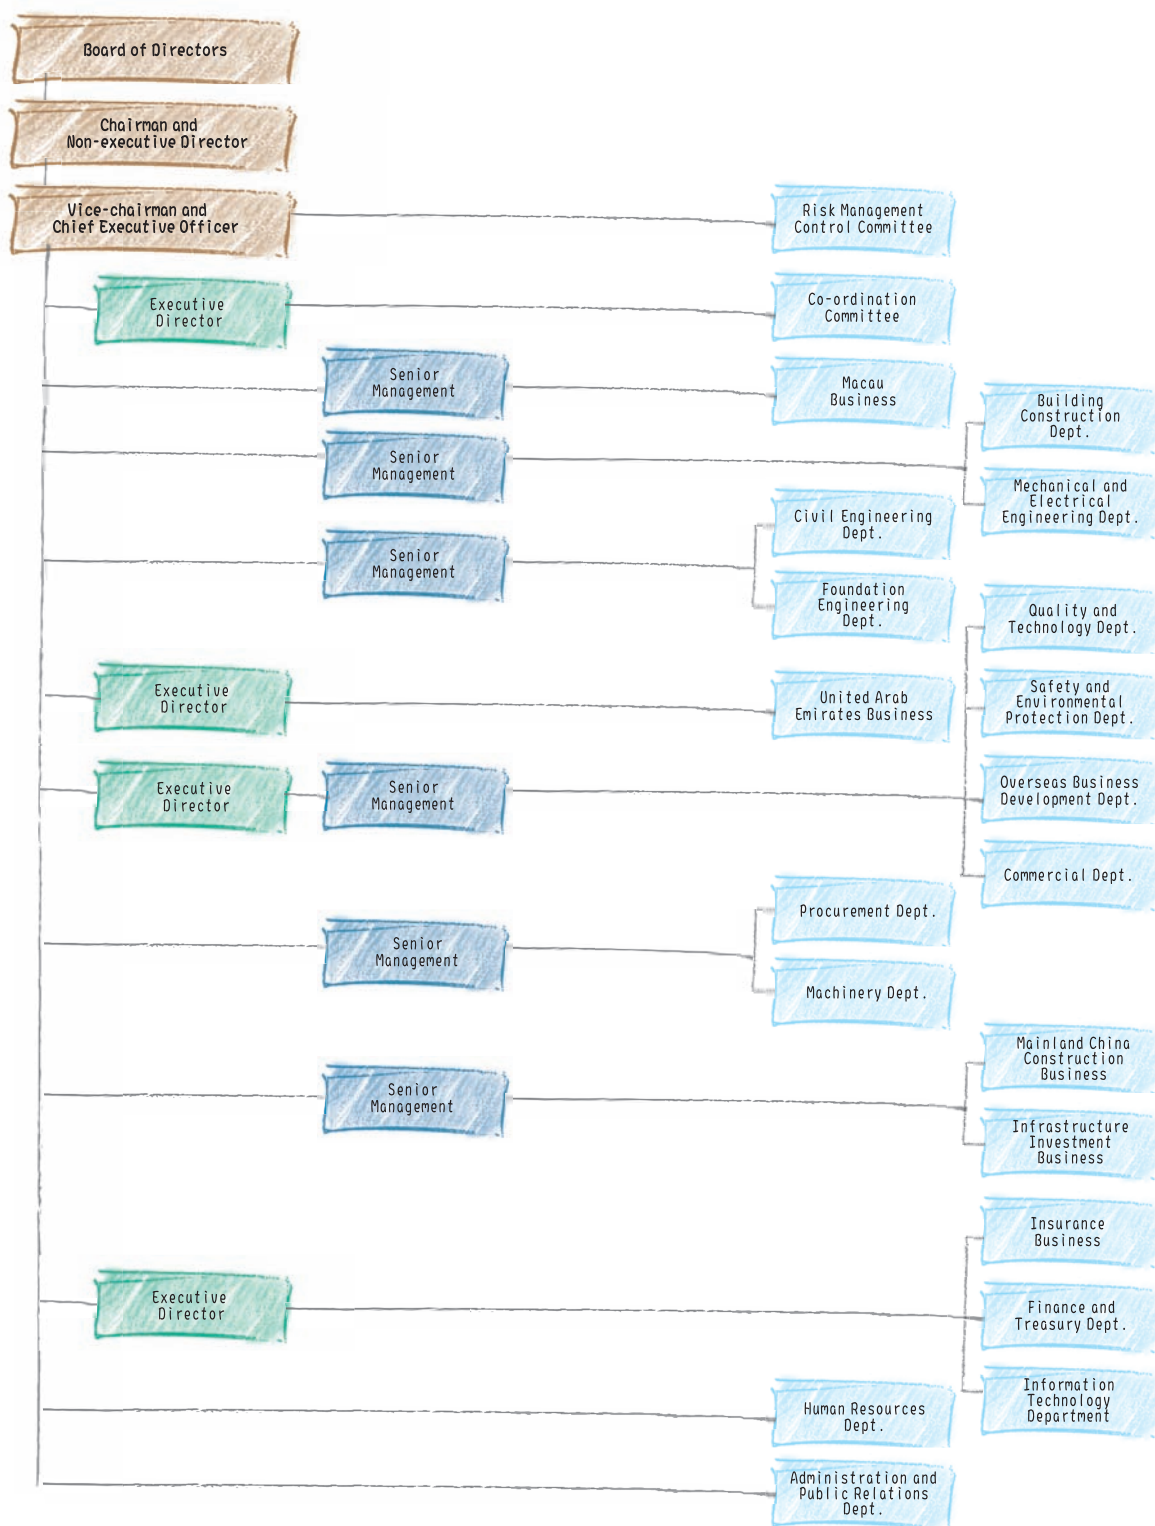 Board of Directors
Chairman and
Non-executive Director
Vice-chairman and
Chief Executive Officer
Risk Management
Control Committee
Executive
Director
Co-ordination
Committee
Senior
Management
Macau
Business
Building
Construction
Dept.
Senior
Management
Mechanical and
Electrical
Engineering Dept.
Civil Engineering
Dept.
Senior
Management
Foundation
Engineering
Dept.
Quality and
Technology Dept.
Executive
Director
United Arab
Emirates Business
Safety and
Environmental
Protection Dept.
Executive
Director
Senior
Management
Overseas Business
Development Dept.
Commercial Dept.
Procurement Dept.
Senior
Management
Machinery Dept.
Mainland China
Construction
Business
Senior
Management
Infrastructure
Investment
Business
Insurance
Business
Executive
Director
Finance and
Treasury Dept.
Information
Technology
Department
Human Resources
Dept.
Administration and
Public Relations
Dept.